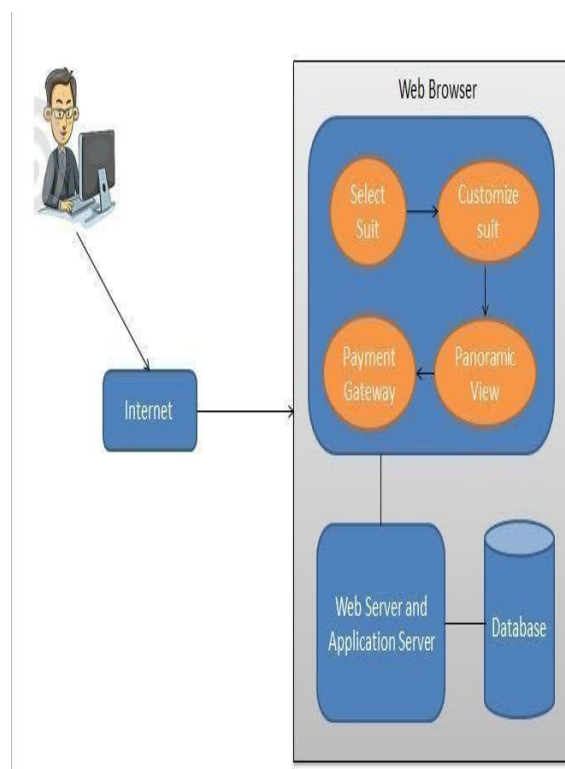 Web Browser
Select
Suit
Customize
suit
Payment
Gateway
Panoramic
View
Internet
Web Server and
Application Server
Database